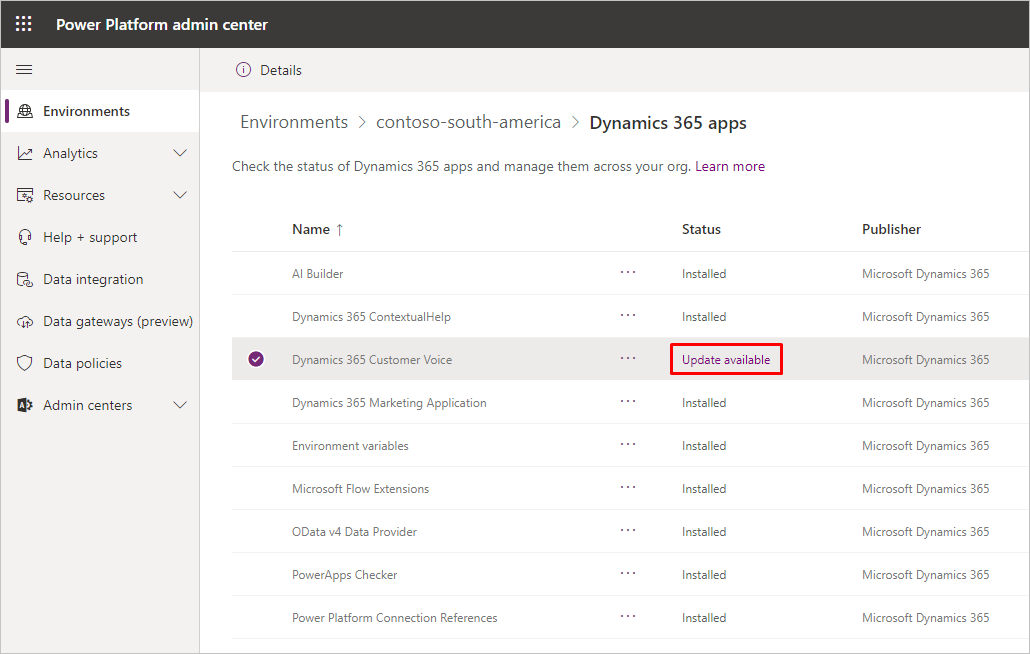 Power Platform admin center
Details
Environments
Analytics
Resources
Help + support
Data integration
Data gateways (preview)
Data policies
Admin centers
Environments > contoso-south-america > Dynamics 365 apps
Check the status of Dynamics 365 apps and manage them across your org. Learn more
Name ↑ Status Publisher
AI Builder ... Installed Microsoft Dynamics 365
Dynamics 365 ContextualHelp ... Installed Microsoft Dynamics 365
Dynamics 365 Customer Voice ... Update available Microsoft Dynamics 365
Dynamics 365 Marketing Application ... Installed Microsoft Dynamics 365
Environment variables ... Installed Microsoft Dynamics 365
Microsoft Flow Extensions ... Installed Microsoft Dynamics 365
OData v4 Data Provider ... Installed Microsoft Dynamics 365
PowerApps Checker ... Installed Microsoft Dynamics 365
Power Platform Connection References ... Installed Microsoft Dynamics 365